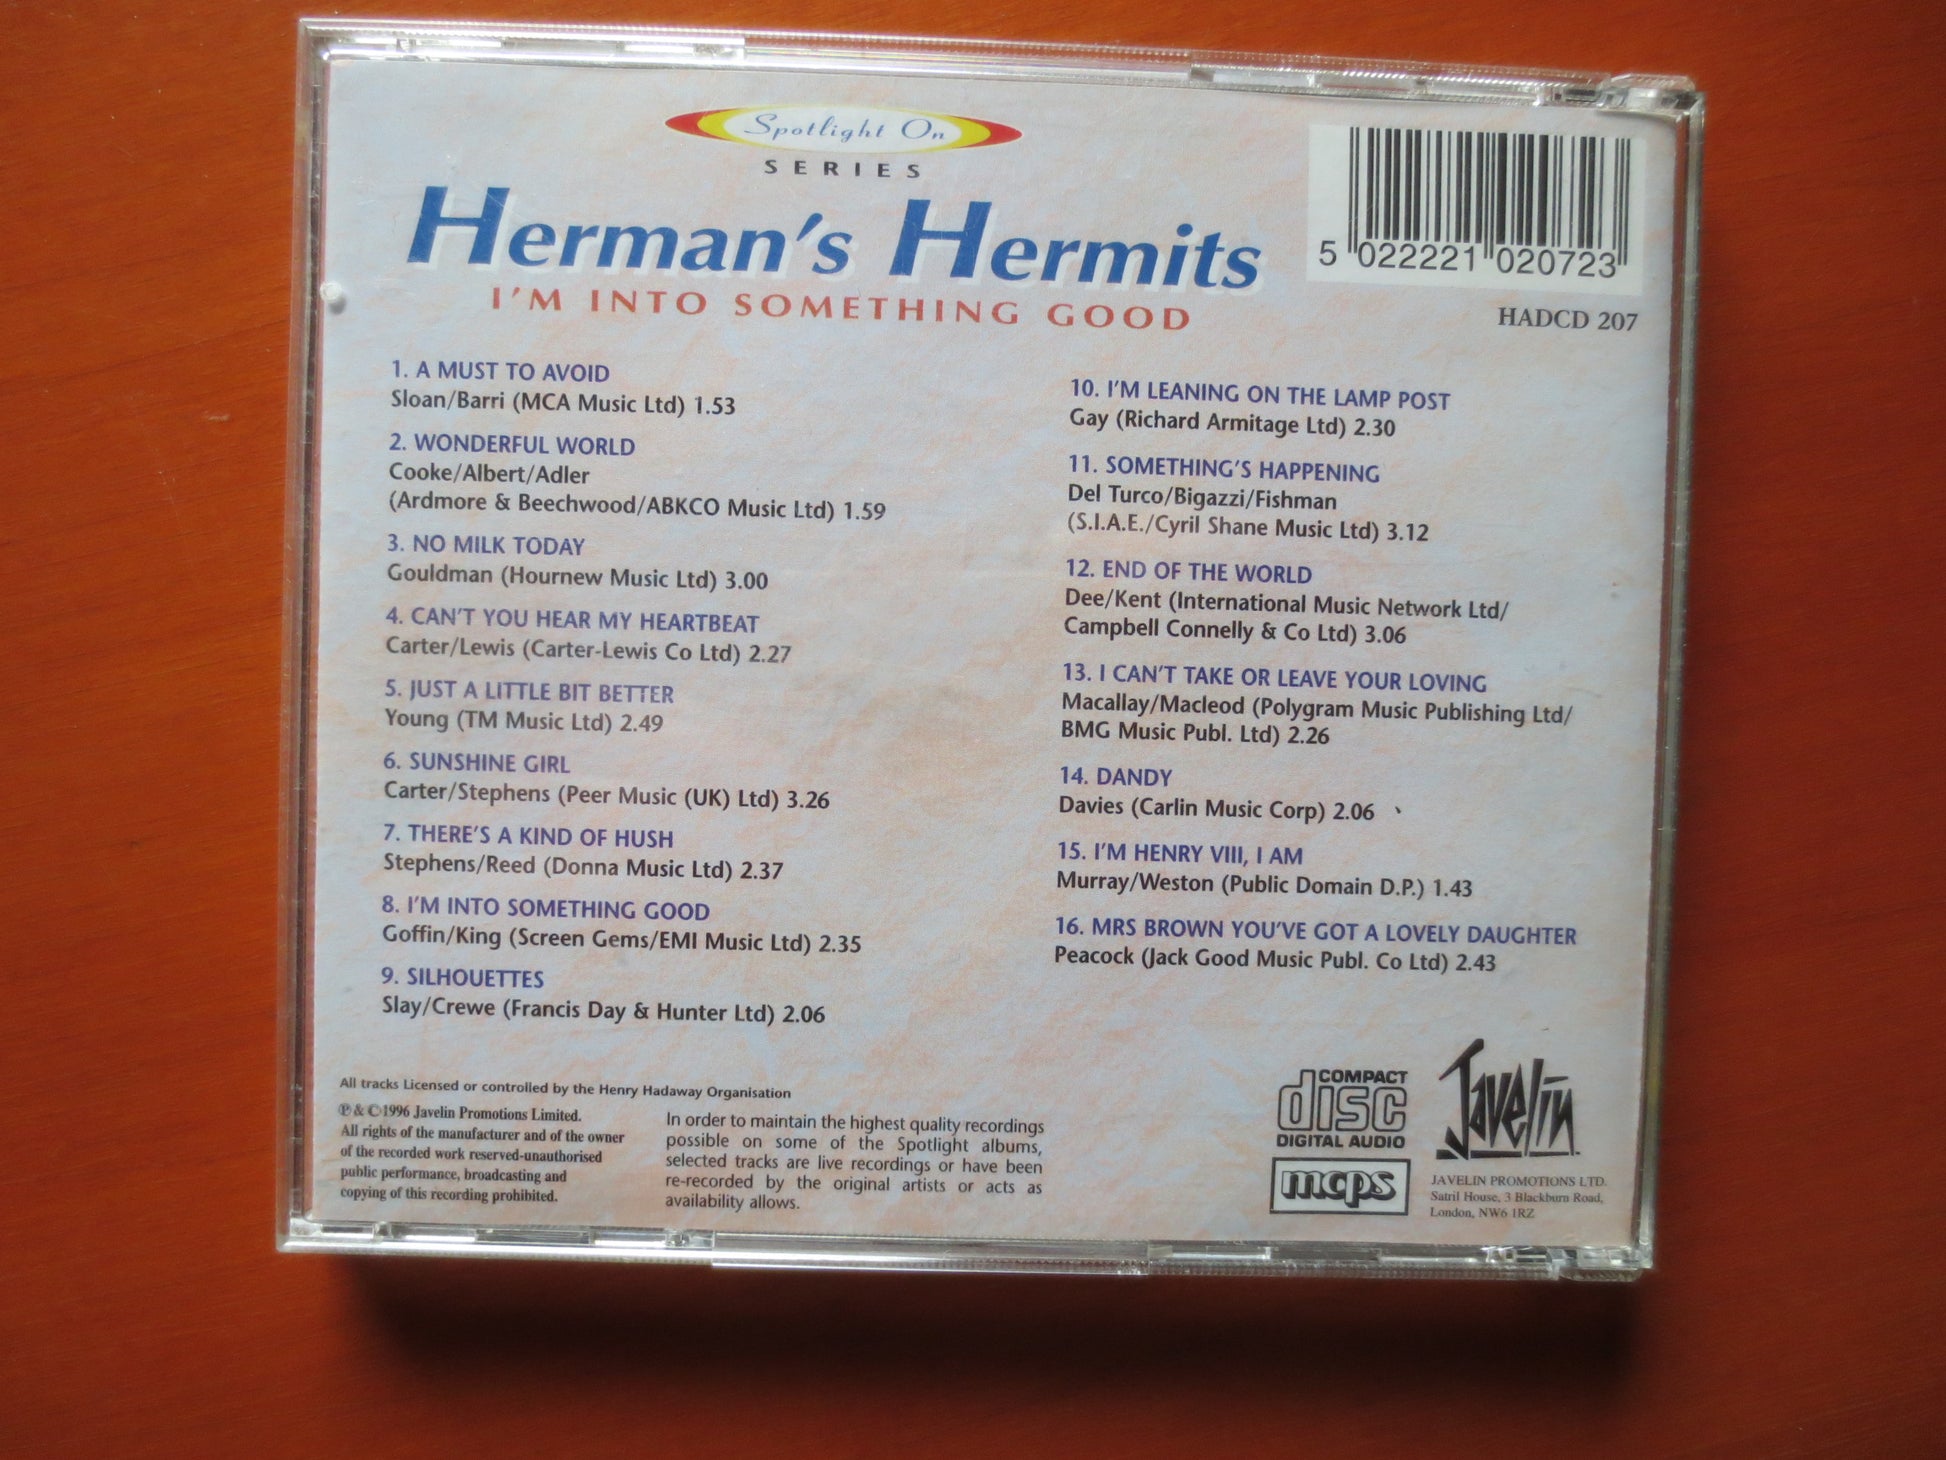 Spotlight On
SERIES
Herman's Hermits
I'M INTO SOMETHING GOOD
5 022221 020723
HADCD 207
1. A MUST TO AVOID
Sloan/Barri (MCA Music Ltd) 1.53
2. WONDERFUL WORLD
Cooke/Albert/Adler
(Ardmore & Beechwood/ABKCO Music Ltd) 1.59
3. NO MILK TODAY
Gouldman (Hournew Music Ltd) 3.00
4. CAN'T YOU HEAR MY HEARTBEAT
Carter/Lewis (Carter-Lewis Co Ltd) 2.27
5. JUST A LITTLE BIT BETTER
Young (TM Music Ltd) 2.49
6. SUNSHINE GIRL
Carter/Stephens (Peer Music (UK) Ltd) 3.26
7. THERE'S A KIND OF HUSH
Stephens/Reed (Donna Music Ltd) 2.37
8. I'M INTO SOMETHING GOOD
Goffin/King (Screen Gems/EMI Music Ltd) 2.35
9. SILHOUETTES
Slay/Crewe (Francis Day & Hunter Ltd) 2.06
10. I'M LEANING ON THE LAMP POST
Gay (Richard Armitage Ltd) 2.30
11. SOMETHING'S HAPPENING
Del Turco/Bigazzi/Fishman
(S.I.A.E./Cyril Shane Music Ltd) 3.12
12. END OF THE WORLD
Dee/Kent (International Music Network Ltd/
Campbell Connelly & Co Ltd) 3.06
13. I CAN'T TAKE OR LEAVE YOUR LOVING
Macallay/Macleod (Polygram Music Publishing Ltd/
BMG Music Publ. Ltd) 2.26
14. DANDY
Davies (Carlin Music Corp) 2.06
15. I'M HENRY VIII, I AM
Murray/Weston (Public Domain D.P.) 1.43
16. MRS BROWN YOU'VE GOT A LOVELY DAUGHTER
Peacock (Jack Good Music Publ. Co Ltd) 2.43
All tracks Licensed or controlled by the Henry Hadaway Organisation
℗ & © 1996 Javelin Promotions Limited.
All rights of the manufacturer and of the owner
of the recorded work reserved-unauthorised
public performance, broadcasting and
copying of this recording prohibited.
In order to maintain the highest quality recordings
possible on some of the Spotlight albums,
selected tracks are live recordings or have been
re-recorded by the original artists or acts as
availability allows.
COMPACT
disc
DIGITAL AUDIO
mcps
Javelin
JAVELIN PROMOTIONS LTD.
Satril House, 3 Blackburn Road,
London, NW6 1RZ